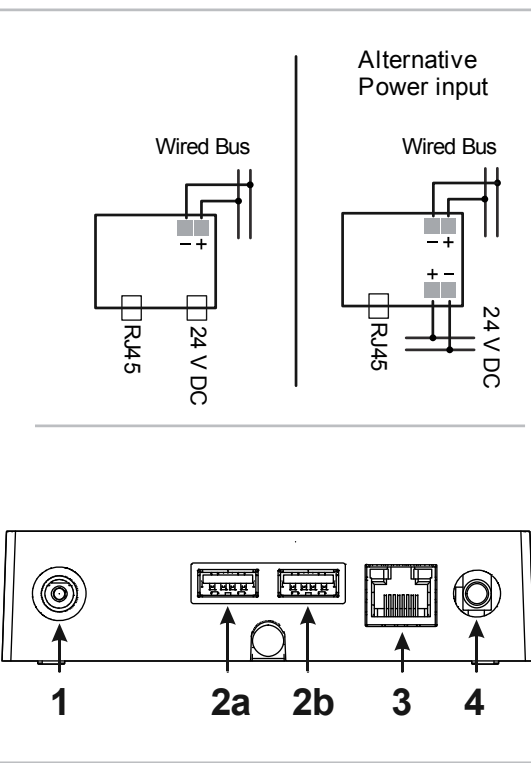 Wired Bus
– +
RJ45
24 V DC
Alternative
Power input
Wired Bus
– +
+ –
RJ45
24 V DC
1
2a
2b
3
4